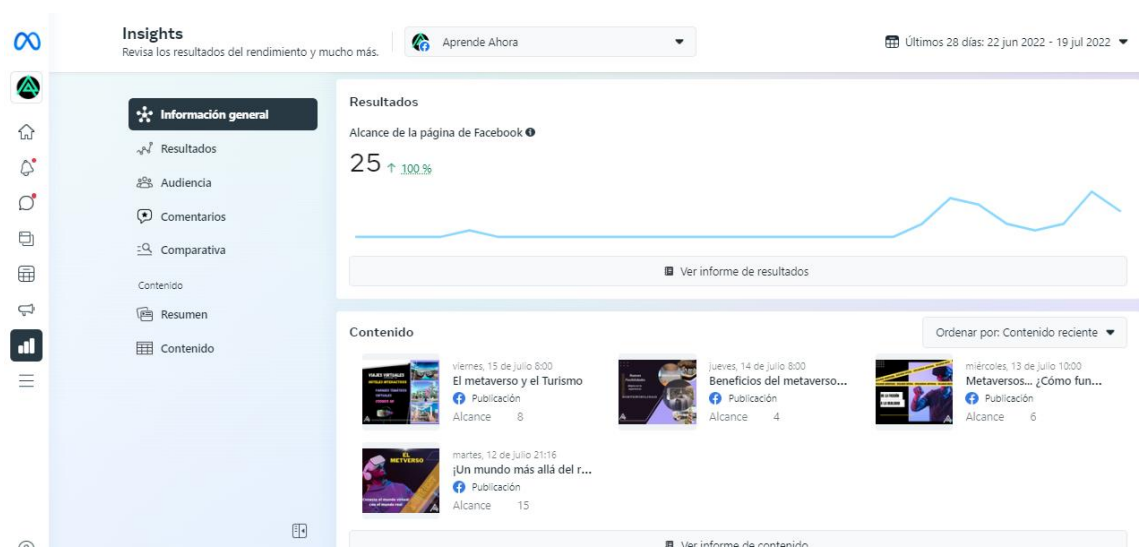 Insights
Revisa los resultados del rendimiento y mucho más.
Aprende Ahora
Últimos 28 días: 22 jun 2022 - 19 jul 2022
Información general
Resultados
Audiencia
Comentarios
Comparativa
Contenido
Resumen
Contenido
Resultados
Alcance de la página de Facebook
25 ↑ 100 %
Ver informe de resultados
Contenido
Ordenar por: Contenido reciente
viernes, 15 de julio 8:00
El metaverso y el Turismo
Publicación
Alcance 8
jueves, 14 de julio 8:00
Beneficios del metaverso...
Publicación
Alcance 4
miércoles, 13 de julio 10:00
Metaversos... ¿Cómo fun...
Publicación
Alcance 6
martes, 12 de julio 21:16
¡Un mundo más allá del r...
Publicación
Alcance 15
VIAJES VIRTUALES
EL
METVERSO
Ver informe de contenido